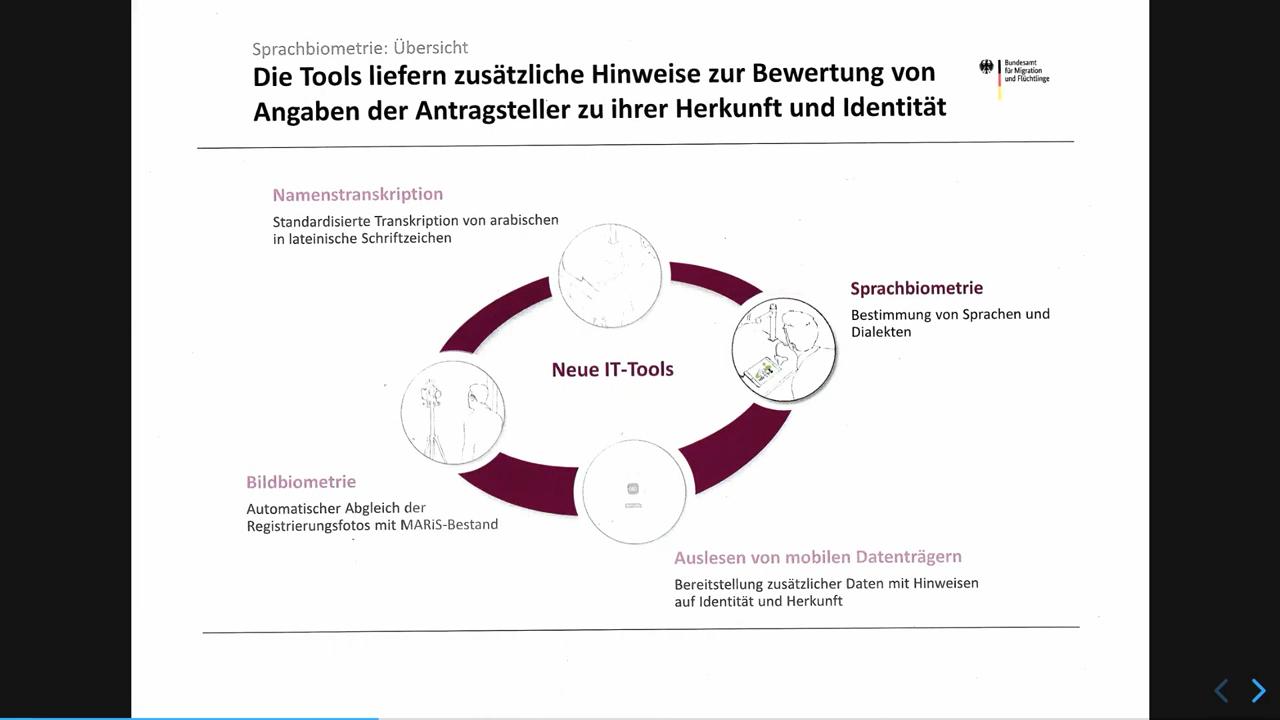 Sprachbiometrie: Übersicht
Die Tools liefern zusätzliche Hinweise zur Bewertung von
Angaben der Antragsteller zu ihrer Herkunft und Identität
Bundesamt
für Migration
und Flüchtlinge
Namenstranskription
Standardisierte Transkription von arabischen
in lateinische Schriftzeichen
Sprachbiometrie
Bestimmung von Sprachen und
Dialekten
Neue IT-Tools
Bildbiometrie
Automatischer Abgleich der
Registrierungsfotos mit MARiS-Bestand
Auslesen von mobilen Datenträgern
Bereitstellung zusätzlicher Daten mit Hinweisen
auf Identität und Herkunft